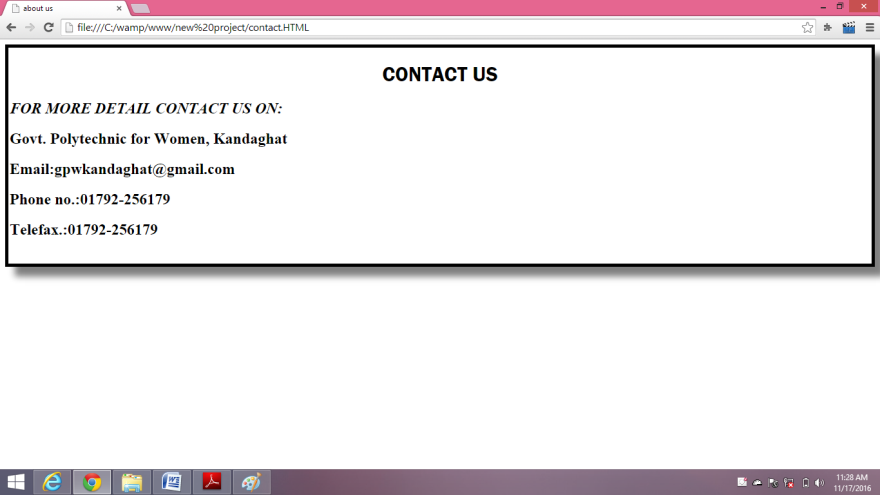 about us
file:///C:/wamp/www/new%20project/contact.HTML
CONTACT US
FOR MORE DETAIL CONTACT US ON:
Govt. Polytechnic for Women, Kandaghat
Email:gpwkandaghat@gmail.com
Phone no.:01792-256179
Telefax.:01792-256179
11:28 AM
11/17/2016